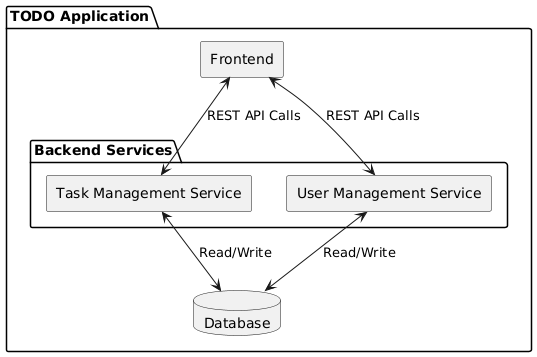 TODO Application
Frontend
REST API Calls
REST API Calls
Backend Services
Task Management Service
User Management Service
Read/Write
Read/Write
Database